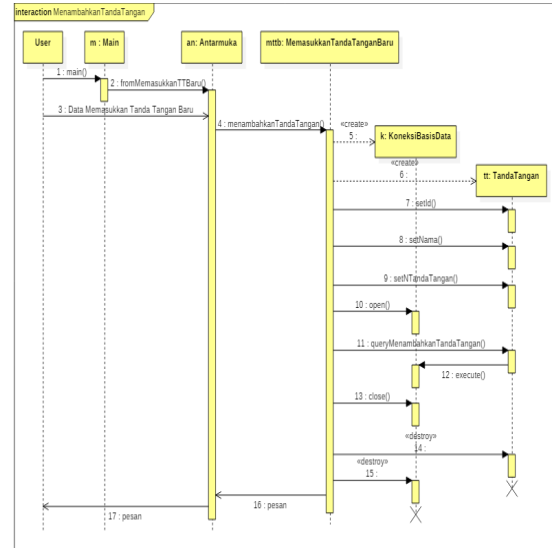 interaction MenambahkanTandaTangan
User
m : Main
an: Antarmuka
mttb: MemasukkanTandaTanganBaru
1 : main()
2 : fromMemasukkanTTBaru()
3 : Data Memasukkan Tanda Tangan Baru
4 : menambahkanTandaTangan()
«create»
5 :
k: KoneksiBasisData
«create»
6 :
tt: TandaTangan
7 : setId()
8 : setNama()
9 : setNTandaTangan()
10 : open()
11 : queryMenambahkanTandaTangan()
12 : execute()
13 : close()
«destroy»
14 :
«destroy»
15 :
16 : pesan
17 : pesan